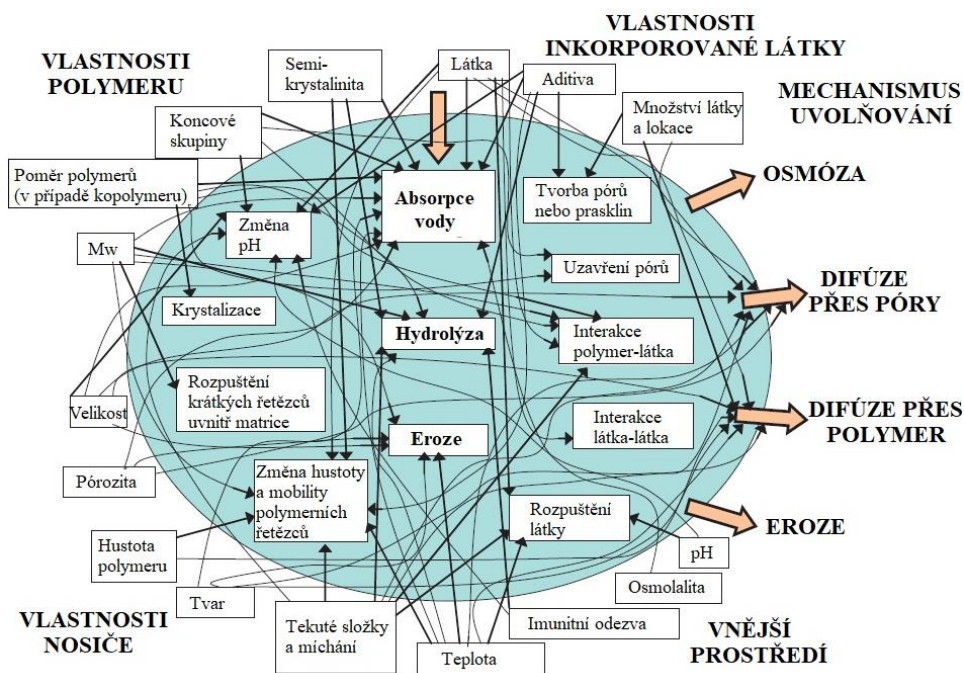 VLASTNOSTI
POLYMERU
Semi-
krystalinita
Látka
VLASTNOSTI
INKORPOROVANÉ LÁTKY
Aditiva
MECHANISMUS
UVOLŇOVÁNÍ
Množství látky
a lokace
Koncové
skupiny
Poměr polymerů
(v případě kopolymeru)
Absorpce
vody
Tvorba pórů
nebo prasklin
OSMÓZA
Změna
pH
Mw
Uzavření pórů
DIFÚZE
PŘES PÓRY
Krystalizace
Hydrolýza
Interakce
polymer-látka
Rozpuštění
krátkých řetězců
uvnitř matrice
Velikost
Interakce
látka-látka
DIFÚZE PŘES
POLYMER
Eroze
Pórozita
Změna hustoty
a mobility
polymerních
řetězců
Rozpuštění
látky
EROZE
Hustota
polymeru
pH
Osmolalita
Tvar
VLASTNOSTI
NOSIČE
Tekuté složky
a míchání
Imunitní odezva
Teplota
VNĚJŠÍ
PROSTŘEDÍ